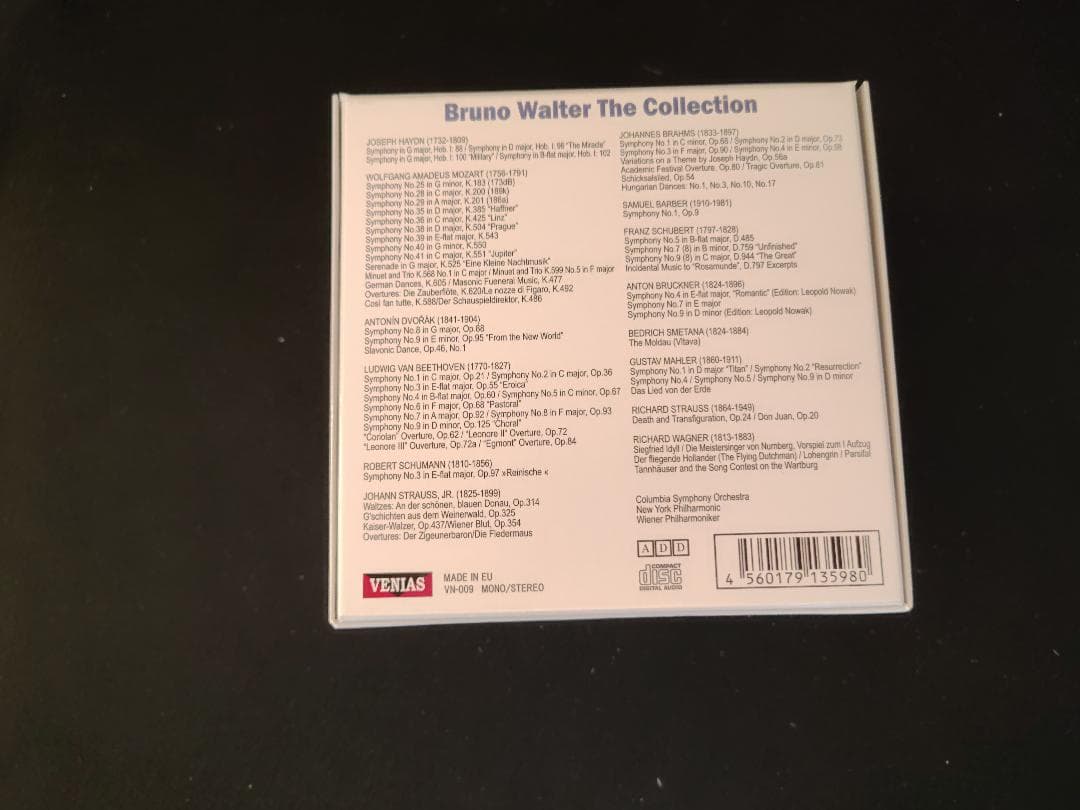 Bruno Walter The Collection
JOSEPH HAYDN (1732-1809)
Symphony in G major, Hob. I: 88 / Symphony in D major, Hob. I: 96 "The Miracle"
Symphony in G major, Hob. I: 100 "Military" / Symphony in B-flat major, Hob. I: 102
WOLFGANG AMADEUS MOZART (1756-1791)
Symphony No.25 in G minor, K.183 (173dB)
Symphony No.28 in C major, K.200 (189k)
Symphony No.29 in A major, K.201 (186a)
Symphony No.35 in D major, K.385 "Haffner"
Symphony No.36 in C major, K.425 "Linz"
Symphony No.38 in D major, K.504 "Prague"
Symphony No.39 in E-flat major, K.543
Symphony No.40 in G minor, K.550
Symphony No.41 in C major, K.551 "Jupiter"
Serenade in G major, K.525 "Eine Kleine Nachtmusik"
Minuet and Trio K.568 No.1 in C major / Minuet and Trio K.599 No.5 in F major
German Dances, K.605 / Masonic Fueneral Music, K.477
Overtures: Die Zauberflöte, K.620/Le nozze di Figaro, K.492
Così fan tutte, K.588/Der Schauspieldirektor, K.486
ANTONÍN DVOŘÁK (1841-1904)
Symphony No.8 in G major, Op.88
Symphony No.9 in E minor, Op.95 "From the New World"
Slavonic Dance, Op.46, No.1
LUDWIG VAN BEETHOVEN (1770-1827)
Symphony No.1 in C major, Op.21 / Symphony No.2 in C major, Op.36
Symphony No.3 in E-flat major, Op.55 "Eroica"
Symphony No.4 in B-flat major, Op.60 / Symphony No.5 in C minor, Op.67
Symphony No.6 in F major, Op.68 "Pastoral"
Symphony No.7 in A major, Op.92 / Symphony No.8 in F major, Op.93
Symphony No.9 in D minor, Op.125 "Choral"
"Coriolan" Overture, Op.62 / "Leonore II" Overture, Op.72
"Leonore III" Ouverture, Op.72a / "Egmont" Overture, Op.84
ROBERT SCHUMANN (1810-1856)
Symphony No.3 in E-flat major, Op.97 »Reinische «
JOHANN STRAUSS, JR. (1825-1899)
Waltzes: An der schönen, blauen Donau, Op.314
G'schichten aus dem Weinerwald, Op.325
Kaiser-Walzer, Op.437/Wiener Blut, Op.354
Overtures: Der Zigeunerbaron/Die Fledermaus
JOHANNES BRAHMS (1833-1897)
Symphony No.1 in C minor, Op.68 / Symphony No.2 in D major, Op.73
Symphony No.3 in F major, Op.90 / Symphony No.4 in E minor, Op.98
Variations on a Theme by Joseph Haydn, Op.56a
Academic Festival Overture, Op.80 / Tragic Overture, Op.81
Schicksalslied, Op.54
Hungarian Dances: No.1, No.3, No.10, No.17
SAMUEL BARBER (1910-1981)
Symphony No.1, Op.9
FRANZ SCHUBERT (1797-1828)
Symphony No.5 in B-flat major, D.485
Symphony No.7 (8) in B minor, D.759 "Unfinished"
Symphony No.9 (8) in C major, D.944 "The Great"
Incidental Music to "Rosamunde", D.797 Excerpts
ANTON BRUCKNER (1824-1896)
Symphony No.4 in E-flat major, "Romantic" (Edition: Leopold Nowak)
Symphony No.7 in E major
Symphony No.9 in D minor (Edition: Leopold Nowak)
BEDRICH SMETANA (1824-1884)
The Moldau (Vltava)
GUSTAV MAHLER (1860-1911)
Symphony No.1 in D major "Titan" / Symphony No.2 "Resurrection"
Symphony No.4 / Symphony No.5 / Symphony No.9 in D minor
Das Lied von der Erde
RICHARD STRAUSS (1864-1949)
Death and Transfiguration, Op.24 / Don Juan, Op.20
RICHARD WAGNER (1813-1883)
Siegfried Idyll / Die Meistersinger von Nurnberg, Vorspiel zum I Aufzug
Der fliegende Hollander (The Flying Dutchman) / Lohengrin / Parsifal
Tannhäuser and the Song Contest on the Wartburg
Columbia Symphony Orchestra
New York Philharmonic
Wiener Philharmoniker
ADD
COMPACT
disc
DIGITAL AUDIO
4 560179 135980
VENIAS
MADE IN EU
VN-009 MONO/STEREO